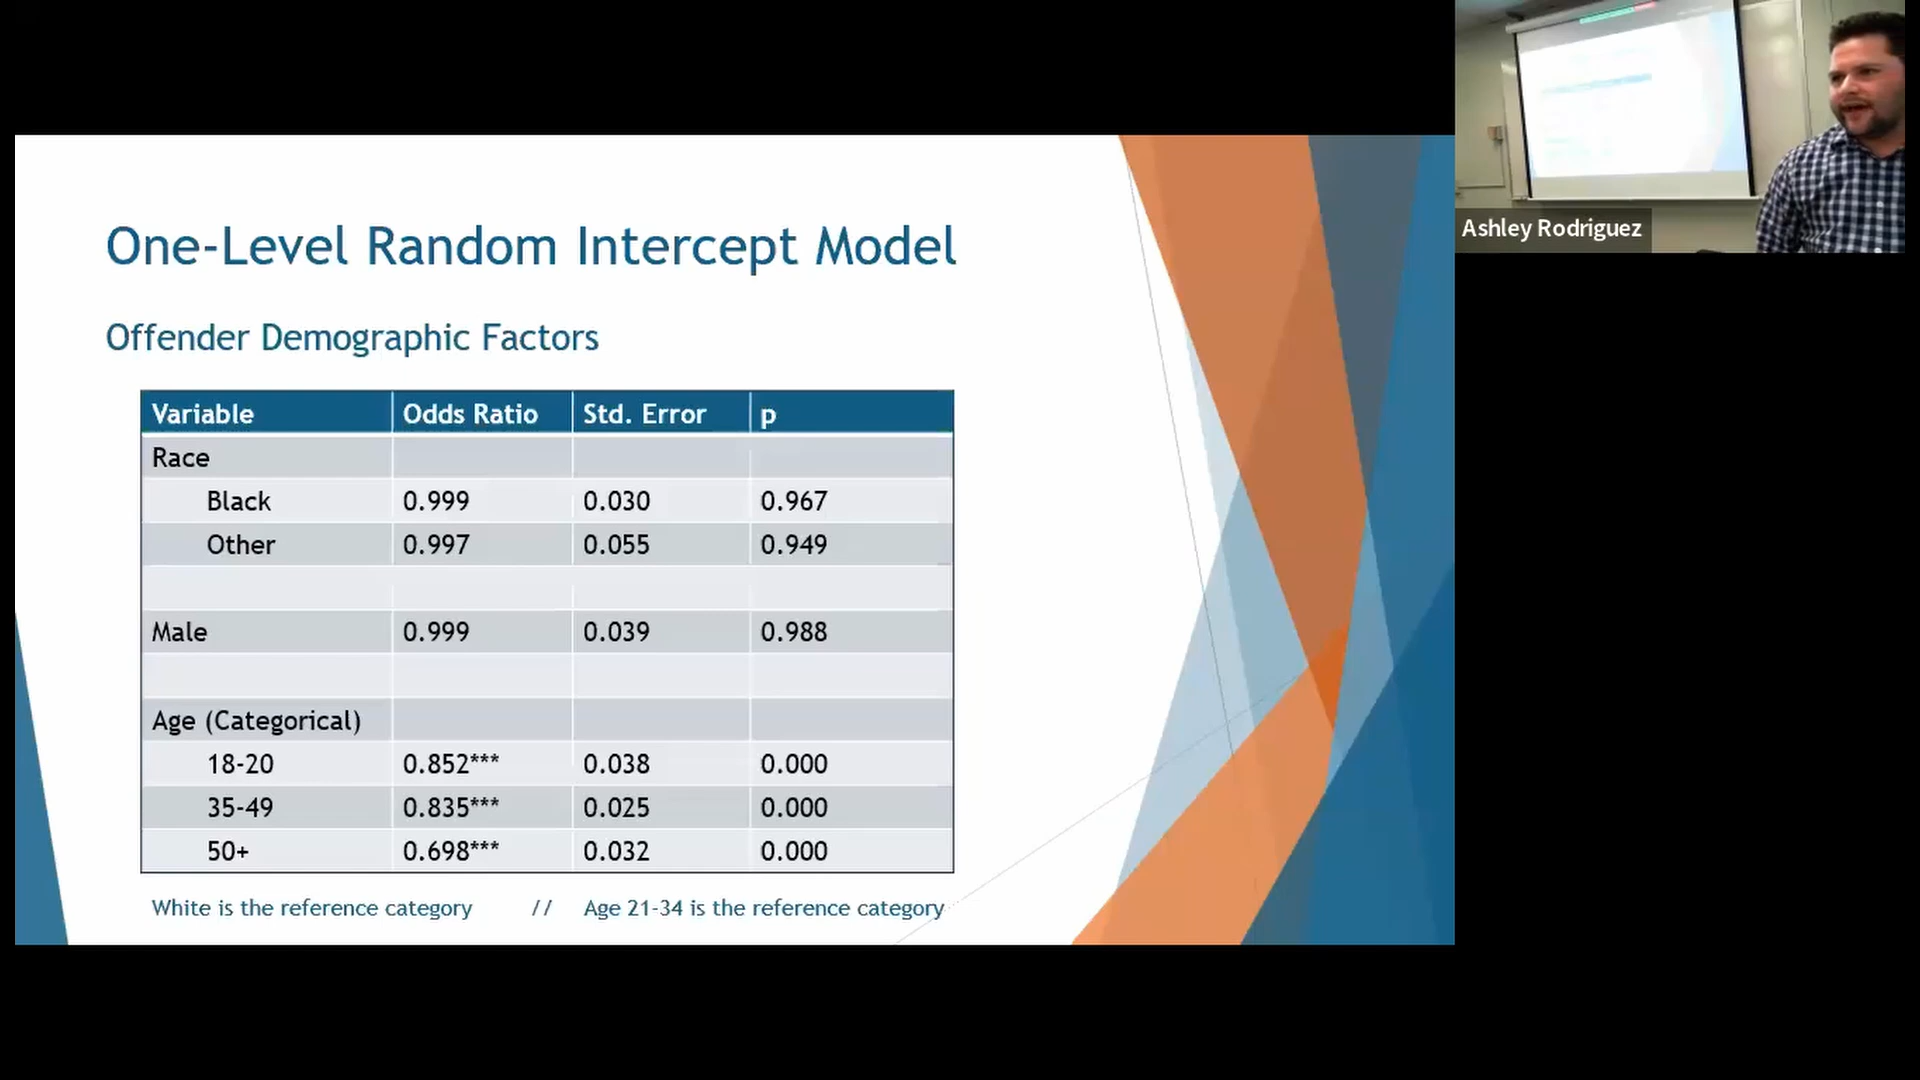 Ashley Rodriguez
One-Level Random Intercept Model
Offender Demographic Factors
Variable Odds Ratio Std. Error p
Race
Black 0.999 0.030 0.967
Other 0.997 0.055 0.949
Male 0.999 0.039 0.988
Age (Categorical)
18-20 0.852*** 0.038 0.000
35-49 0.835*** 0.025 0.000
50+ 0.698*** 0.032 0.000
White is the reference category // Age 21-34 is the reference category